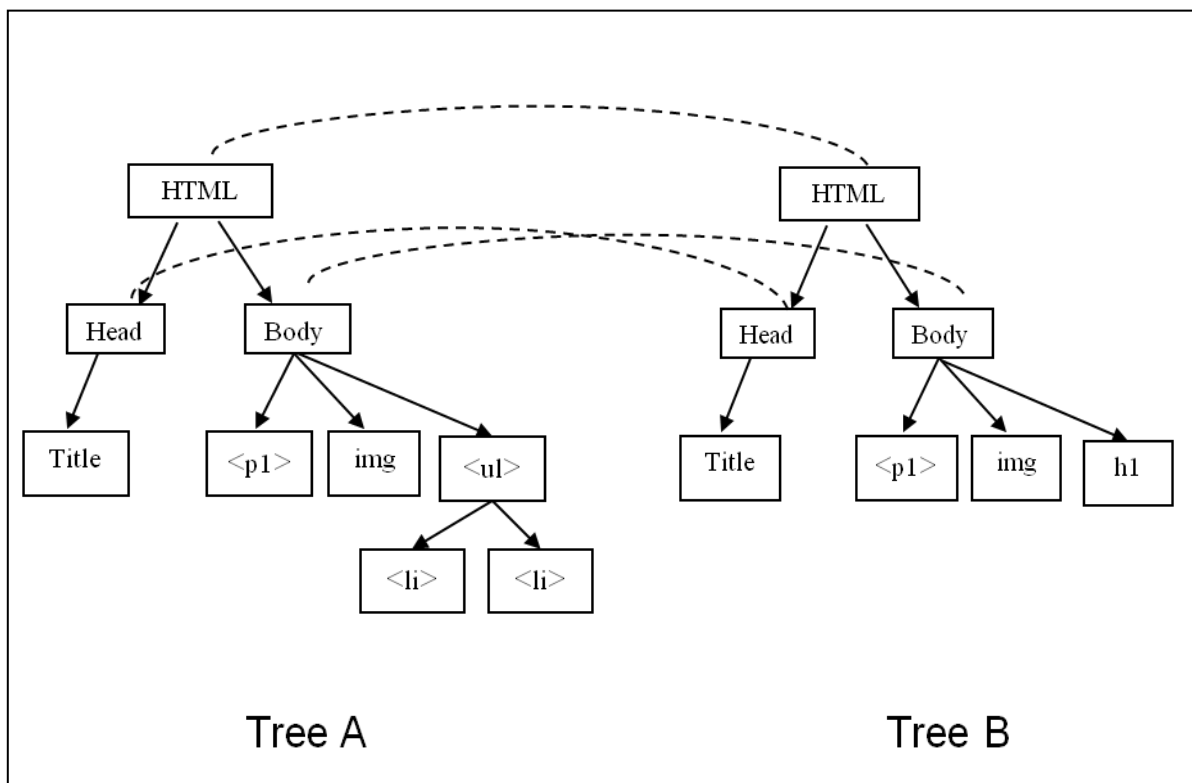 HTML
HTML
Head
Body
Head
Body
Title
<p1>
img
<ul>
Title
<p1>
img
h1
<li>
<li>
Tree A
Tree B